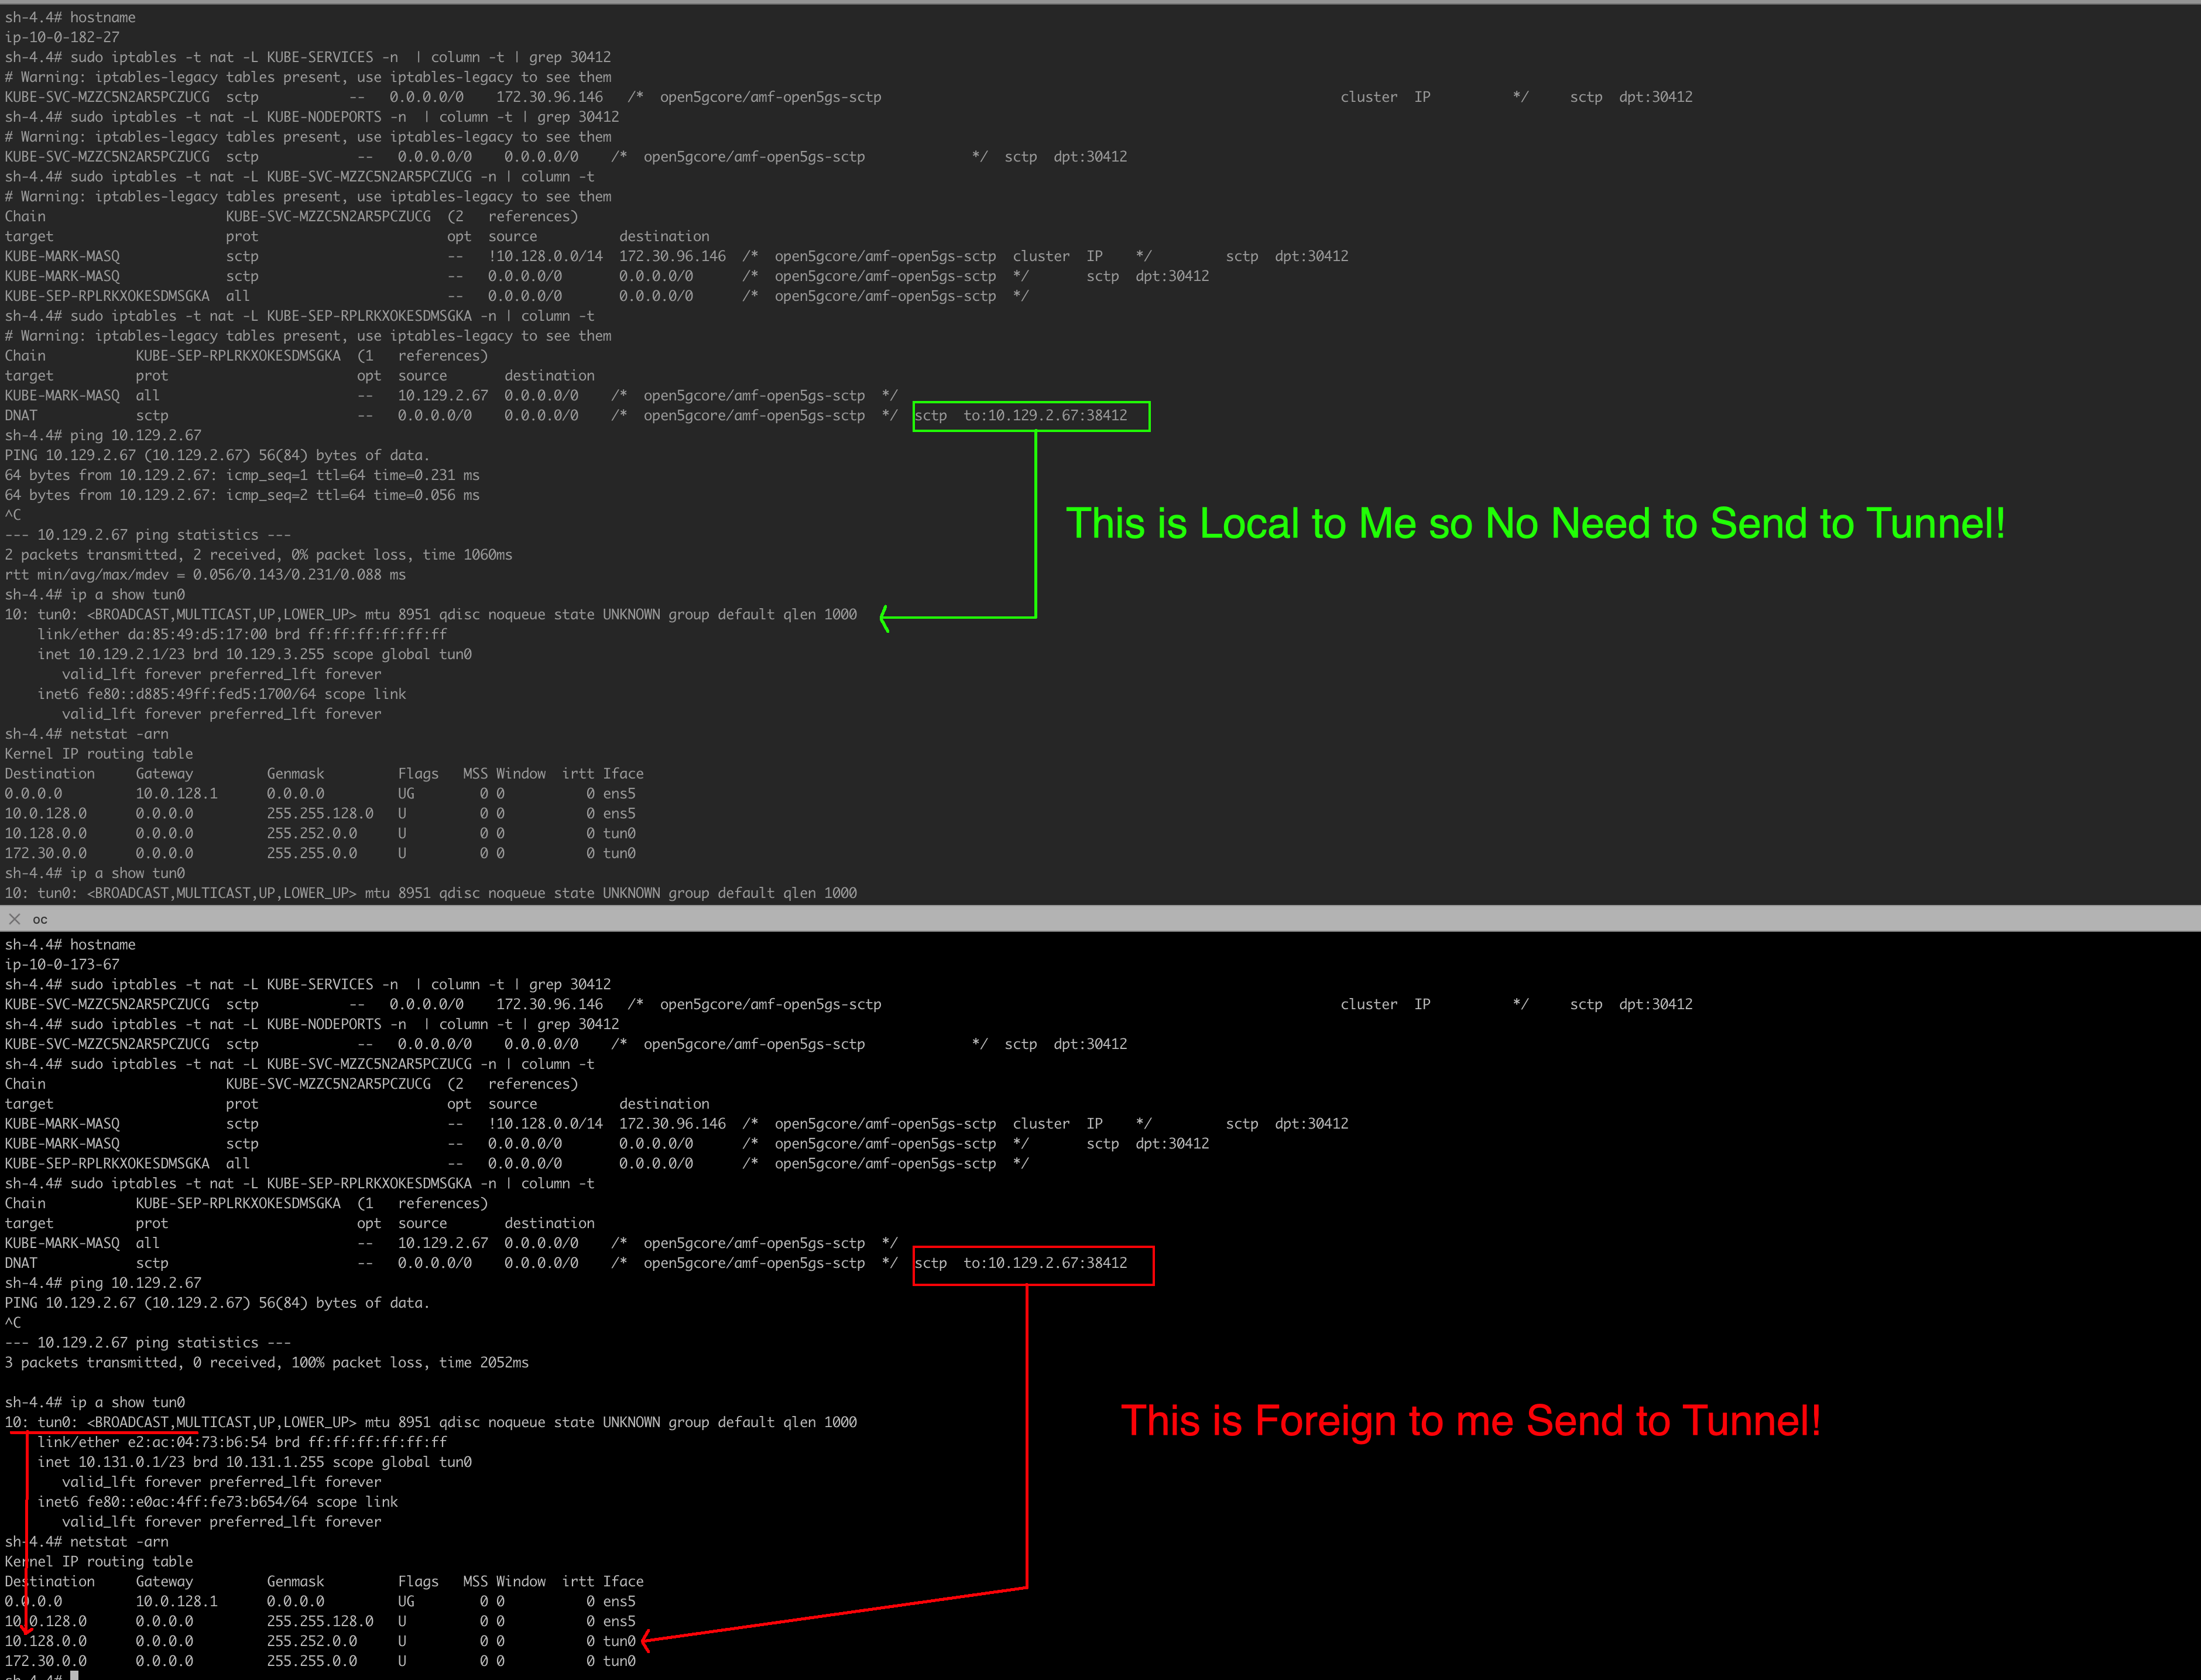 sh-4.4# hostname
ip-10-0-182-27
sh-4.4# sudo iptables -t nat -L KUBE-SERVICES -n  | column -t | grep 30412
# Warning: iptables-legacy tables present, use iptables-legacy to see them
KUBE-SVC-MZZC5N2AR5PCZUCG  sctp  --  0.0.0.0/0  172.30.96.146  /*  open5gcore/amf-open5gs-sctp  cluster  IP  */  sctp  dpt:30412
sh-4.4# sudo iptables -t nat -L KUBE-NODEPORTS -n  | column -t | grep 30412
# Warning: iptables-legacy tables present, use iptables-legacy to see them
KUBE-SVC-MZZC5N2AR5PCZUCG  sctp  --  0.0.0.0/0  0.0.0.0/0  /*  open5gcore/amf-open5gs-sctp  */  sctp  dpt:30412
sh-4.4# sudo iptables -t nat -L KUBE-SVC-MZZC5N2AR5PCZUCG -n | column -t
# Warning: iptables-legacy tables present, use iptables-legacy to see them
Chain  KUBE-SVC-MZZC5N2AR5PCZUCG  (2  references)
target  prot  opt  source  destination
KUBE-MARK-MASQ  sctp  --  !10.128.0.0/14  172.30.96.146  /*  open5gcore/amf-open5gs-sctp  cluster  IP  */  sctp  dpt:30412
KUBE-MARK-MASQ  sctp  --  0.0.0.0/0  0.0.0.0/0  /*  open5gcore/amf-open5gs-sctp  */  sctp  dpt:30412
KUBE-SEP-RPLRKXOKESDMSGKA  all  --  0.0.0.0/0  0.0.0.0/0  /*  open5gcore/amf-open5gs-sctp  */
sh-4.4# sudo iptables -t nat -L KUBE-SEP-RPLRKXOKESDMSGKA -n | column -t
# Warning: iptables-legacy tables present, use iptables-legacy to see them
Chain  KUBE-SEP-RPLRKXOKESDMSGKA  (1  references)
target  prot  opt  source  destination
KUBE-MARK-MASQ  all  --  10.129.2.67  0.0.0.0/0  /*  open5gcore/amf-open5gs-sctp  */
DNAT  sctp  --  0.0.0.0/0  0.0.0.0/0  /*  open5gcore/amf-open5gs-sctp  */  sctp  to:10.129.2.67:38412
sh-4.4# ping 10.129.2.67
PING 10.129.2.67 (10.129.2.67) 56(84) bytes of data.
64 bytes from 10.129.2.67: icmp_seq=1 ttl=64 time=0.231 ms
64 bytes from 10.129.2.67: icmp_seq=2 ttl=64 time=0.056 ms
^C
This is Local to Me so No Need to Send to Tunnel!
--- 10.129.2.67 ping statistics ---
2 packets transmitted, 2 received, 0% packet loss, time 1060ms
rtt min/avg/max/mdev = 0.056/0.143/0.231/0.088 ms
sh-4.4# ip a show tun0
10: tun0: <BROADCAST,MULTICAST,UP,LOWER_UP> mtu 8951 qdisc noqueue state UNKNOWN group default qlen 1000
link/ether da:85:49:d5:17:00 brd ff:ff:ff:ff:ff:ff
inet 10.129.2.1/23 brd 10.129.3.255 scope global tun0
valid_lft forever preferred_lft forever
inet6 fe80::d885:49ff:fed5:1700/64 scope link
valid_lft forever preferred_lft forever
sh-4.4# netstat -arn
Kernel IP routing table
Destination  Gateway  Genmask  Flags  MSS Window  irtt Iface
0.0.0.0  10.0.128.1  0.0.0.0  UG  0 0  0 ens5
10.0.128.0  0.0.0.0  255.255.128.0  U  0 0  0 ens5
10.128.0.0  0.0.0.0  255.252.0.0  U  0 0  0 tun0
172.30.0.0  0.0.0.0  255.255.0.0  U  0 0  0 tun0
sh-4.4# ip a show tun0
10: tun0: <BROADCAST,MULTICAST,UP,LOWER_UP> mtu 8951 qdisc noqueue state UNKNOWN group default qlen 1000
oc
sh-4.4# hostname
ip-10-0-173-67
sh-4.4# sudo iptables -t nat -L KUBE-SERVICES -n  | column -t | grep 30412
KUBE-SVC-MZZC5N2AR5PCZUCG  sctp  --  0.0.0.0/0  172.30.96.146  /*  open5gcore/amf-open5gs-sctp  cluster  IP  */  sctp  dpt:30412
sh-4.4# sudo iptables -t nat -L KUBE-NODEPORTS -n  | column -t | grep 30412
KUBE-SVC-MZZC5N2AR5PCZUCG  sctp  --  0.0.0.0/0  0.0.0.0/0  /*  open5gcore/amf-open5gs-sctp  */  sctp  dpt:30412
sh-4.4# sudo iptables -t nat -L KUBE-SVC-MZZC5N2AR5PCZUCG -n | column -t
Chain  KUBE-SVC-MZZC5N2AR5PCZUCG  (2  references)
target  prot  opt  source  destination
KUBE-MARK-MASQ  sctp  --  !10.128.0.0/14  172.30.96.146  /*  open5gcore/amf-open5gs-sctp  cluster  IP  */  sctp  dpt:30412
KUBE-MARK-MASQ  sctp  --  0.0.0.0/0  0.0.0.0/0  /*  open5gcore/amf-open5gs-sctp  */  sctp  dpt:30412
KUBE-SEP-RPLRKXOKESDMSGKA  all  --  0.0.0.0/0  0.0.0.0/0  /*  open5gcore/amf-open5gs-sctp  */
sh-4.4# sudo iptables -t nat -L KUBE-SEP-RPLRKXOKESDMSGKA -n | column -t
Chain  KUBE-SEP-RPLRKXOKESDMSGKA  (1  references)
target  prot  opt  source  destination
KUBE-MARK-MASQ  all  --  10.129.2.67  0.0.0.0/0  /*  open5gcore/amf-open5gs-sctp  */
DNAT  sctp  --  0.0.0.0/0  0.0.0.0/0  /*  open5gcore/amf-open5gs-sctp  */  sctp  to:10.129.2.67:38412
sh-4.4# ping 10.129.2.67
PING 10.129.2.67 (10.129.2.67) 56(84) bytes of data.
^C
--- 10.129.2.67 ping statistics ---
3 packets transmitted, 0 received, 100% packet loss, time 2052ms
sh-4.4# ip a show tun0
10: tun0: <BROADCAST,MULTICAST,UP,LOWER_UP> mtu 8951 qdisc noqueue state UNKNOWN group default qlen 1000
This is Foreign to me Send to Tunnel!
link/ether e2:ac:04:73:b6:54 brd ff:ff:ff:ff:ff:ff
inet 10.131.0.1/23 brd 10.131.1.255 scope global tun0
valid_lft forever preferred_lft forever
inet6 fe80::e0ac:4ff:fe73:b654/64 scope link
valid_lft forever preferred_lft forever
sh-4.4# netstat -arn
Kernel IP routing table
Destination  Gateway  Genmask  Flags  MSS Window  irtt Iface
0.0.0.0  10.0.128.1  0.0.0.0  UG  0 0  0 ens5
10.0.128.0  0.0.0.0  255.255.128.0  U  0 0  0 ens5
10.128.0.0  0.0.0.0  255.252.0.0  U  0 0  0 tun0
172.30.0.0  0.0.0.0  255.255.0.0  U  0 0  0 tun0
sh-4.4#